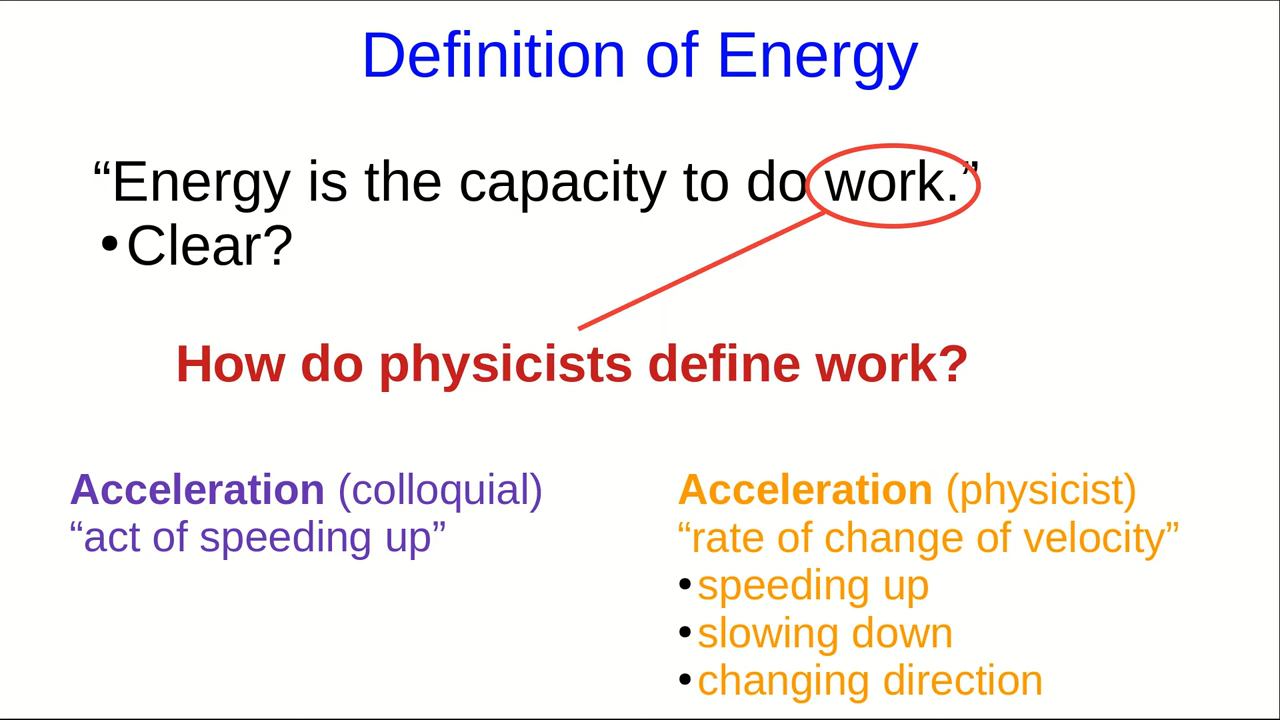 Definition of Energy
“Energy is the capacity to do work.”
•Clear?
How do physicists define work?
Acceleration (colloquial)
“act of speeding up”
Acceleration (physicist)
“rate of change of velocity”
•speeding up
•slowing down
•changing direction